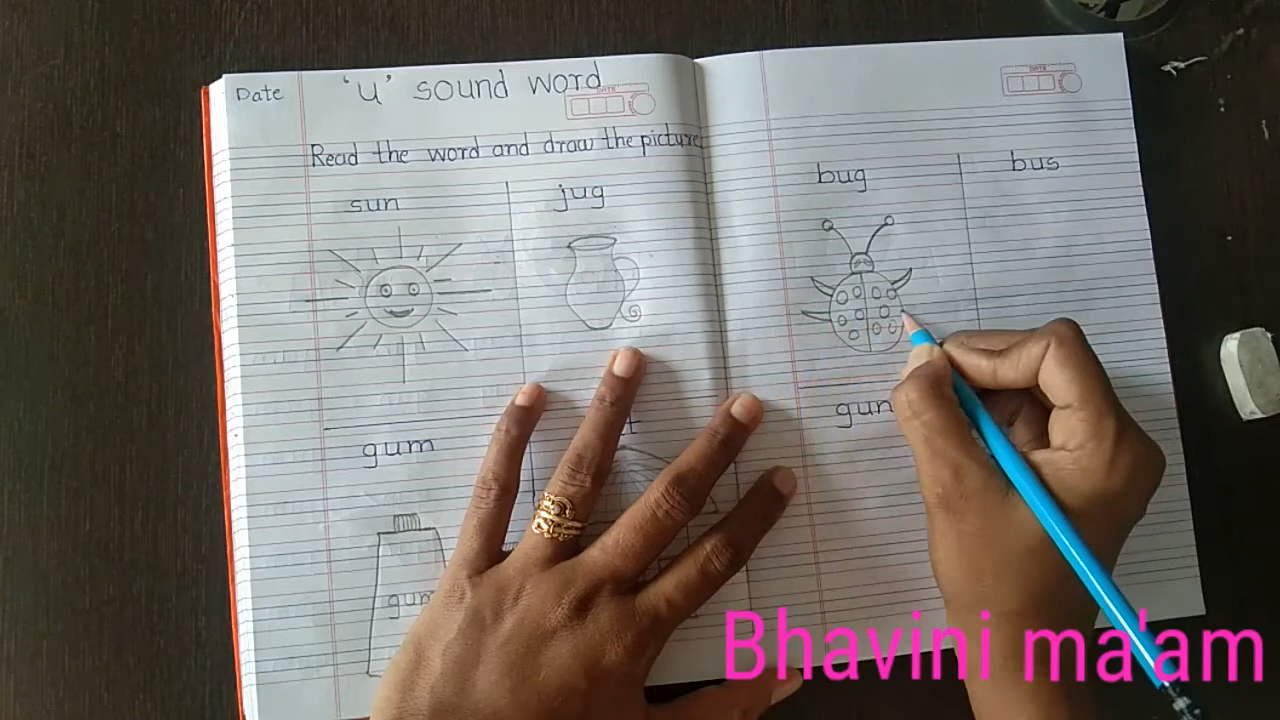 Date
'u' sound word
DATE
Read the word and draw the picture
sun
jug
gum
gum
DATE
bug
bus
gun
Bhavini ma'am